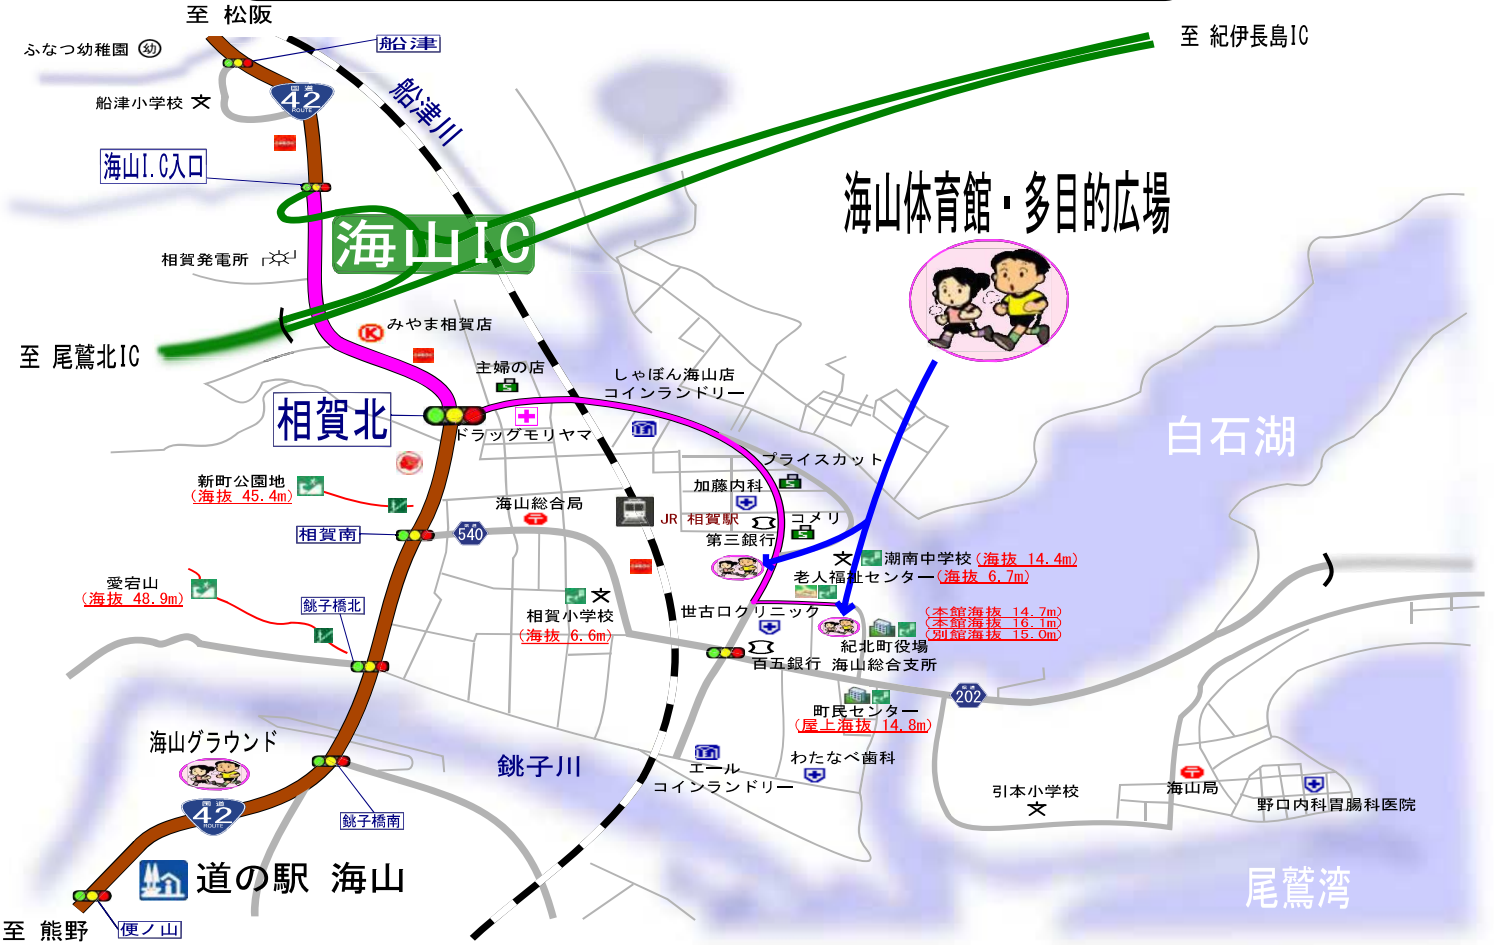 至 松阪
至 紀伊長島IC
ふなつ幼稚園
幼
船津
船津小学校
国道
42
ROUTE
船津川
海山I.C入口
海山体育館・多目的広場
海山IC
相賀発電所
K
みやま相賀店
至 尾鷲北IC
主婦の店
S
しゃぼん海山店
コインランドリー
相賀北
ドラッグモリヤマ
白石湖
プライスカット
S
新町公園地
(海抜 45.4m)
加藤内科
海山総合局
JR 相賀駅
コメリ
S
相賀南
540
第三銀行
潮南中学校(海抜 14.4m)
老人福祉センター(海抜 6.7m)
愛宕山
(海抜 48.9m)
銚子橋北
相賀小学校
(海抜 6.6m)
世古口クリニック
(本館海抜 14.7m)
(本館海抜 16.1m)
(別館海抜 15.0m)
紀北町役場
海山総合支所
百五銀行
県道
202
町民センター
(屋上海抜 14.8m)
海山グラウンド
銚子川
エール
コインランドリー
わたなべ歯科
引本小学校
海山局
野口内科胃腸科医院
国道
42
ROUTE
銚子橋南
道の駅 海山
尾鷲湾
至 熊野
便ノ山